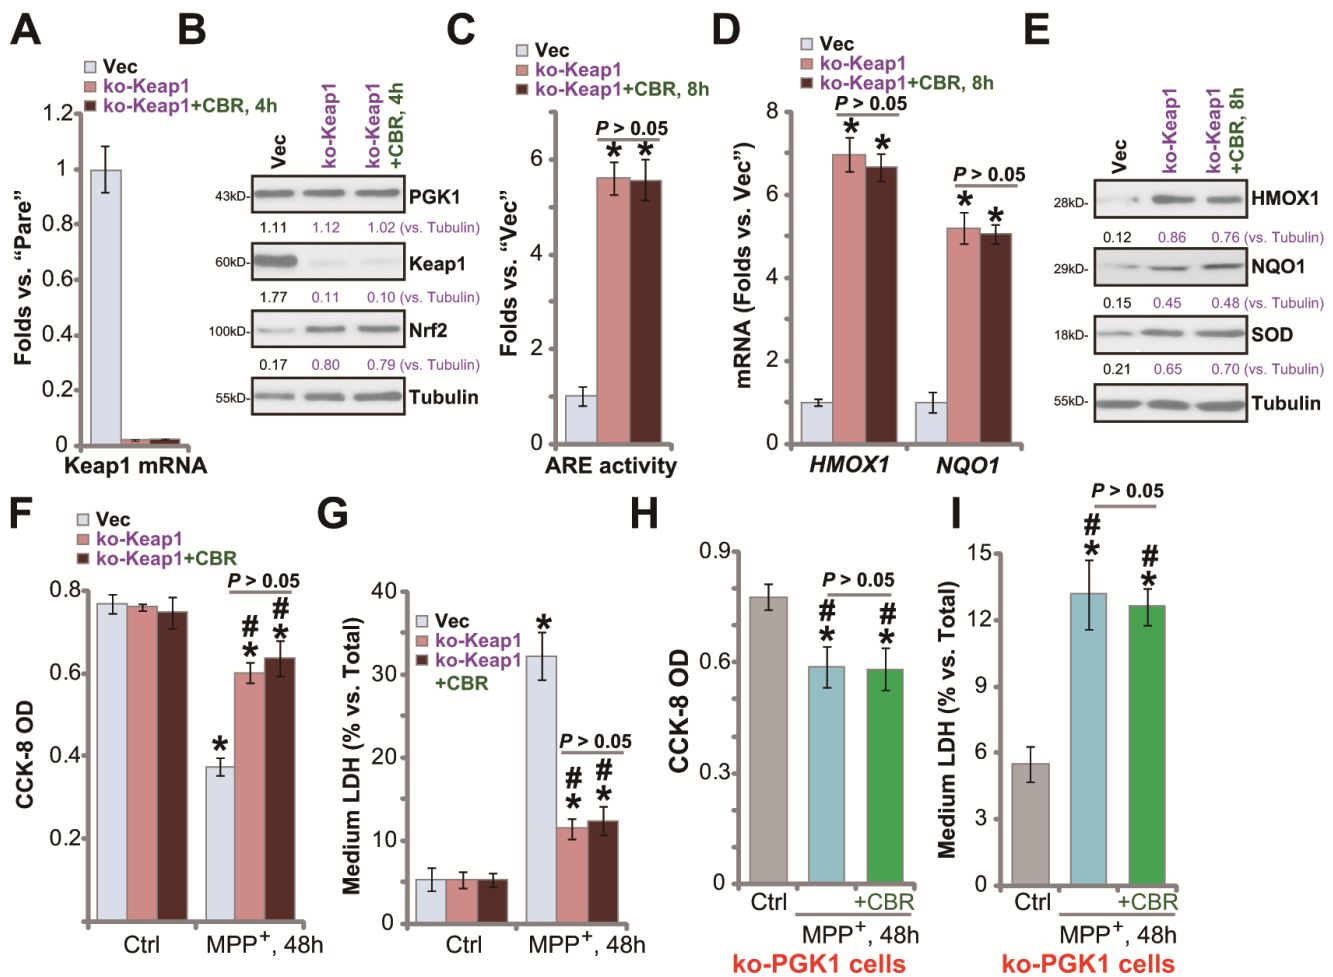 A
Vec
ko-Keap1
ko-Keap1+CBR, 4h
Folds vs. “Pare”
1.2
1
0.8
0.6
0.4
0.2
0
Keap1 mRNA
B
Vec
ko-Keap1
ko-Keap1
+CBR, 4h
43kD-
PGK1
1.11 1.12 1.02 (vs. Tubulin)
60kD-
Keap1
1.77 0.11 0.10 (vs. Tubulin)
100kD-
Nrf2
0.17 0.80 0.79 (vs. Tubulin)
55kD-
Tubulin
C
Vec
ko-Keap1
ko-Keap1+CBR, 8h
P > 0.05
* *
Folds vs. “Vec”
6
4
2
0
ARE activity
D
Vec
ko-Keap1
ko-Keap1+CBR, 8h
P > 0.05
* *
P > 0.05
* *
mRNA (Folds vs. Vec”)
8
6
4
2
0
HMOX1 NQO1
E
Vec
ko-Keap1
ko-Keap1
+CBR, 8h
28kD-
HMOX1
0.12 0.86 0.76 (vs. Tubulin)
29kD-
NQO1
0.15 0.45 0.48 (vs. Tubulin)
18kD-
SOD
0.21 0.65 0.70 (vs. Tubulin)
55kD-
Tubulin
F
Vec
ko-Keap1
ko-Keap1+CBR
P > 0.05
# #
* * *
CCK-8 OD
0.8
0.6
0.4
0.2
Ctrl MPP+, 48h
G
Vec
ko-Keap1
ko-Keap1
+CBR
*
P > 0.05
# #
* *
Medium LDH (% vs. Total)
40
30
20
10
0
Ctrl MPP+, 48h
H
P > 0.05
# #
* *
CCK-8 OD
0.9
0.6
0.3
0
Ctrl +CBR
MPP+, 48h
ko-PGK1 cells
I
P > 0.05
# #
* *
Medium LDH (% vs. Total)
15
12
9
6
3
0
Ctrl +CBR
MPP+, 48h
ko-PGK1 cells